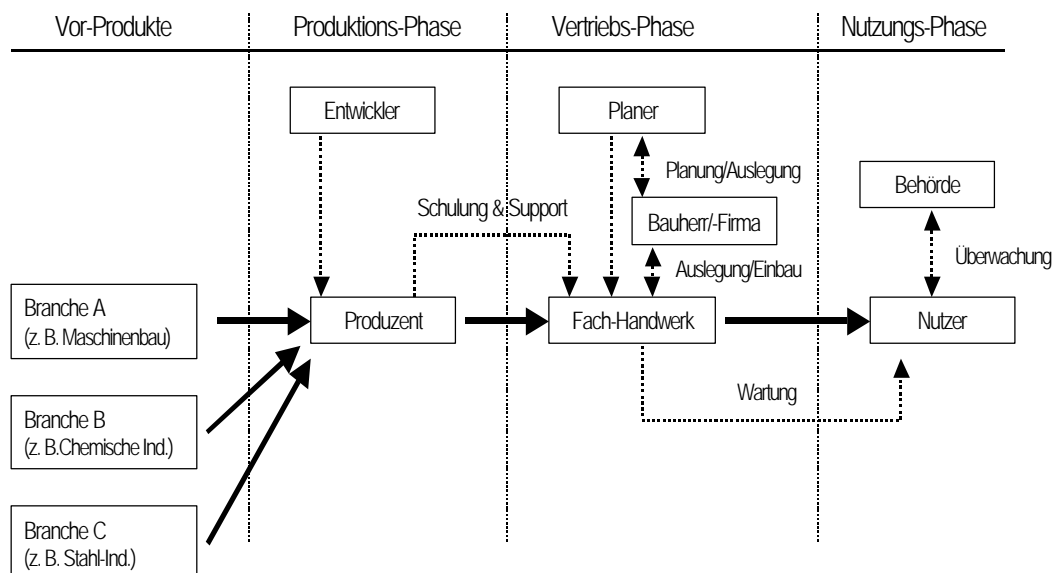 Vor-Produkte
Produktions-Phase
Vertriebs-Phase
Nutzungs-Phase
Entwickler
Planer
Planung/Auslegung
Behörde
Schulung & Support
Bauherr/-Firma
Auslegung/Einbau
Überwachung
Branche A
(z. B. Maschinenbau)
Produzent
Fach-Handwerk
Nutzer
Wartung
Branche B
(z. B.Chemische Ind.)
Branche C
(z. B. Stahl-Ind.)